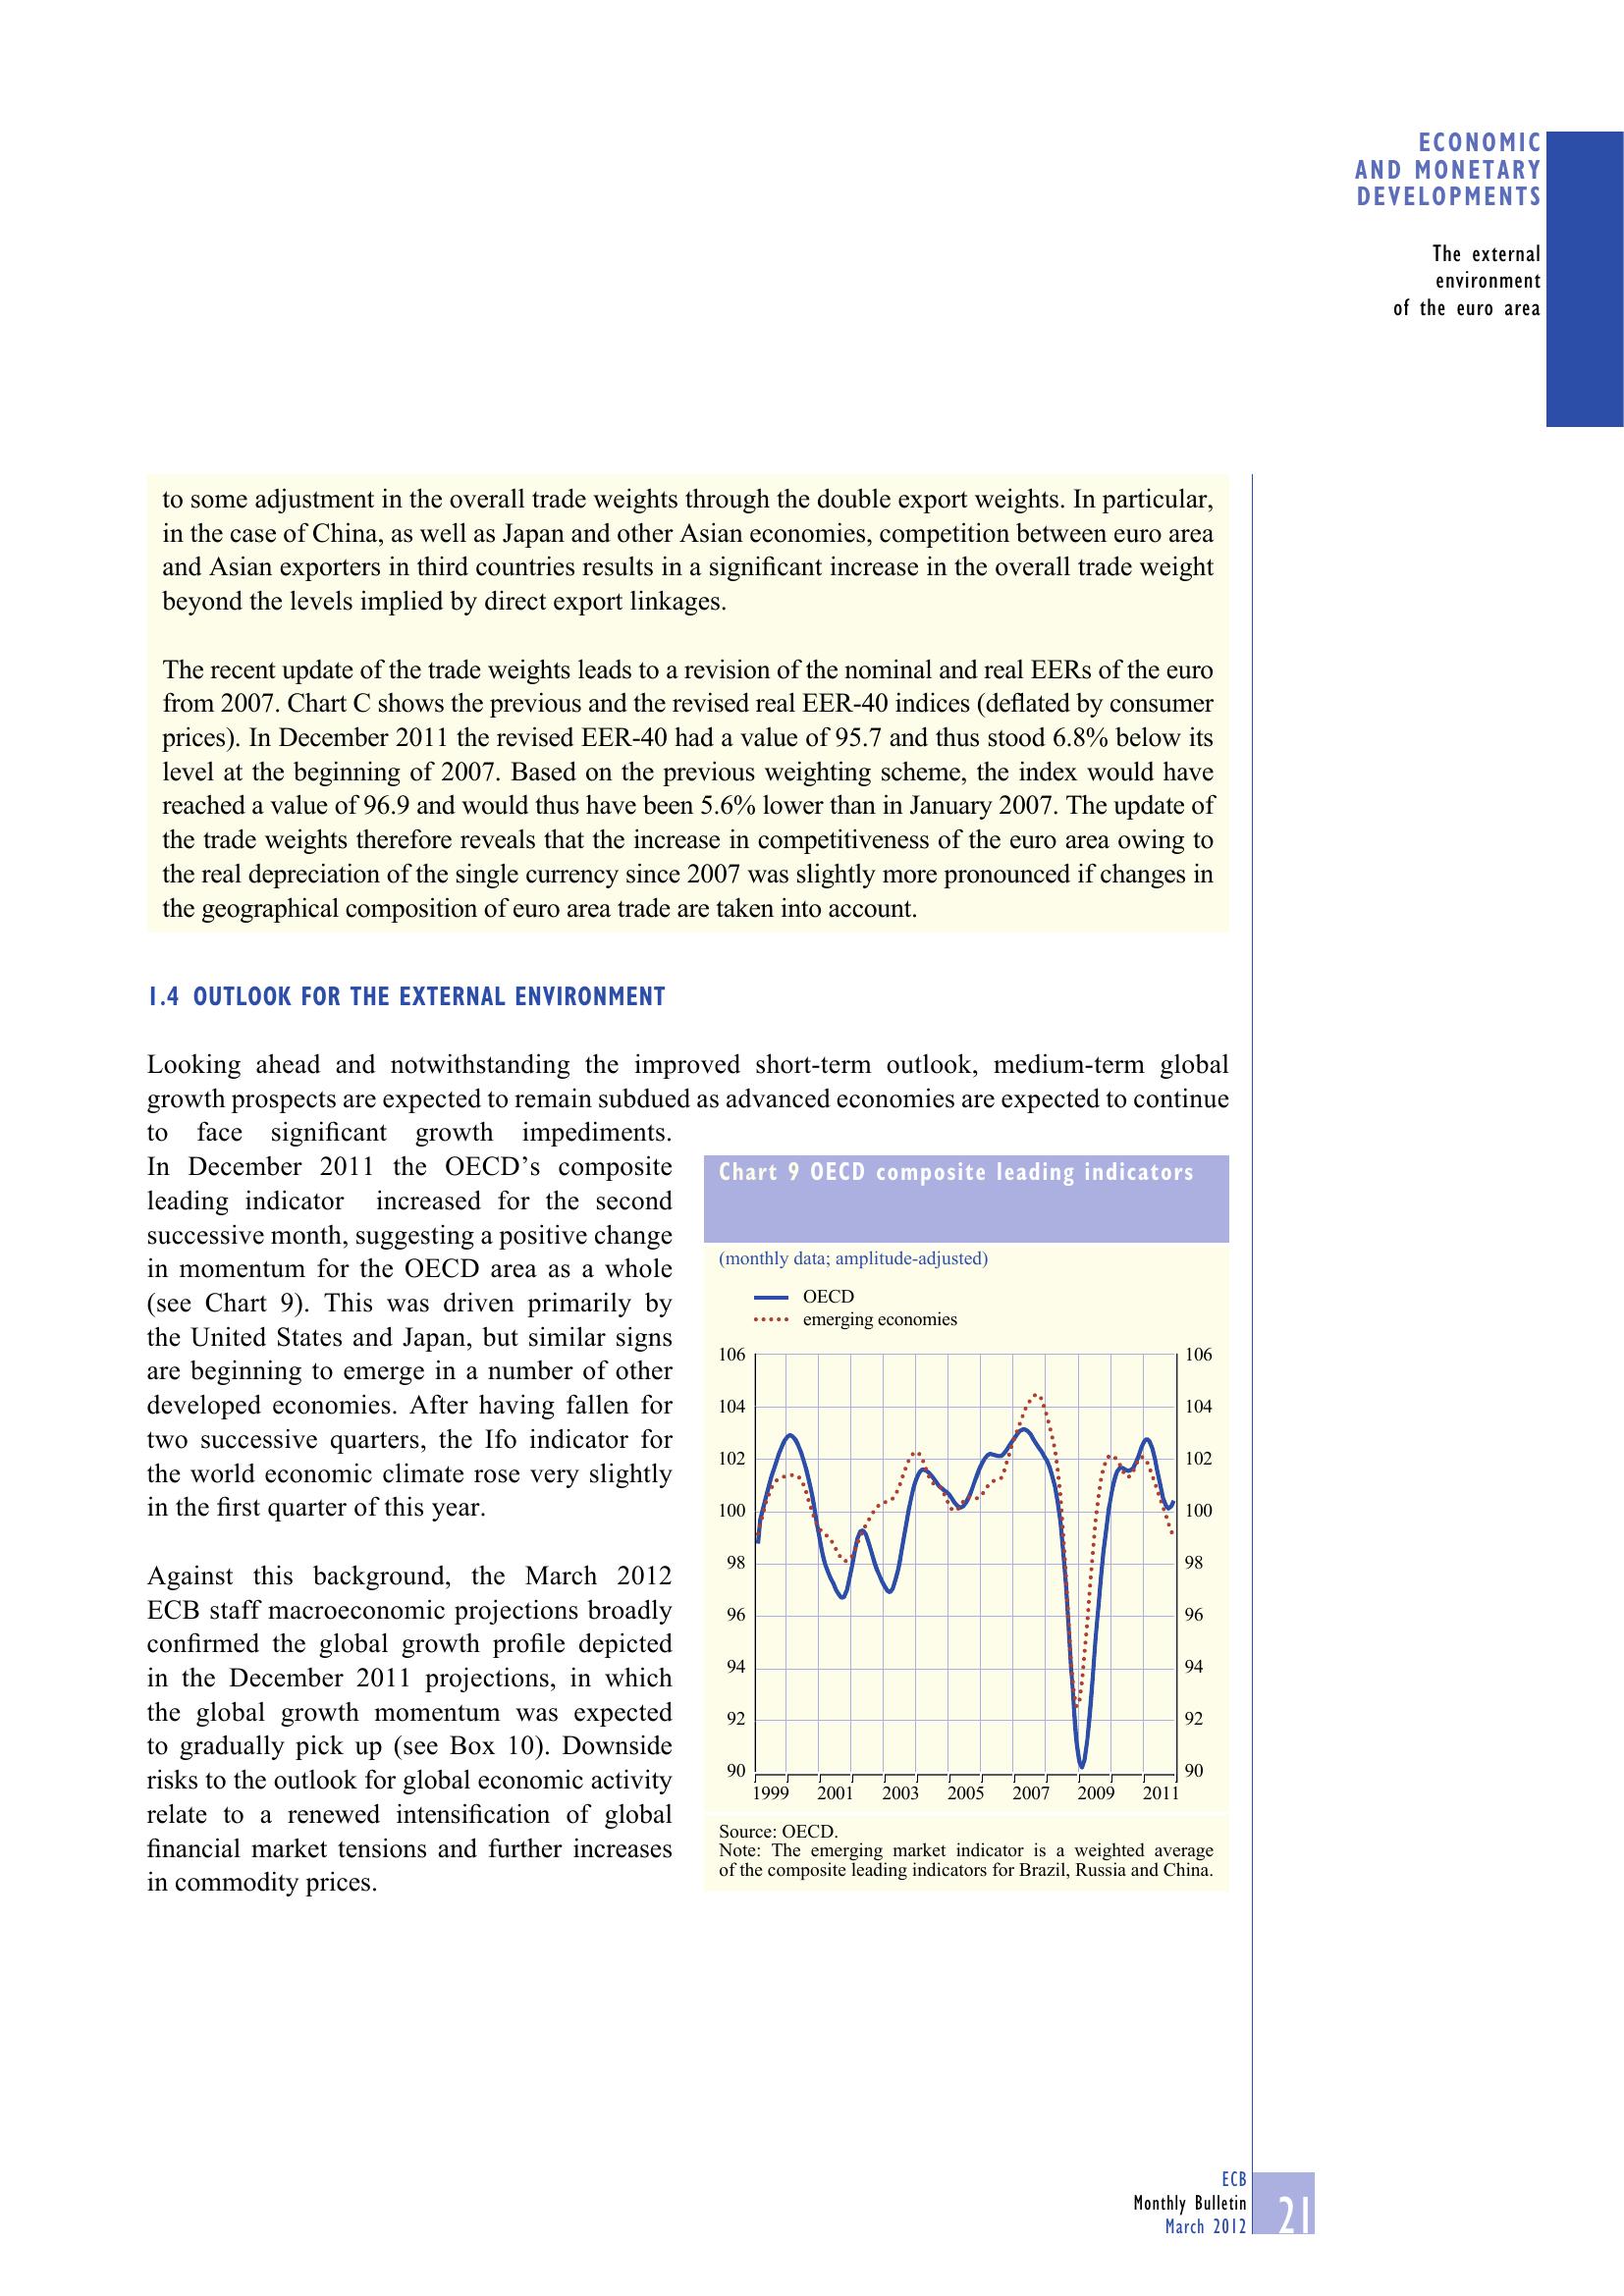 ECONOMIC
AND MONETARY
DEVELOPMENTS
The external
environment
of the euro area
to some adjustment in the overall trade weights through the double export weights. In particular,
in the case of China, as well as Japan and other Asian economies, competition between euro area
and Asian exporters in third countries results in a significant increase in the overall trade weight
beyond the levels implied by direct export linkages.
The recent update of the trade weights leads to a revision of the nominal and real EERs of the euro
from 2007. Chart C shows the previous and the revised real EER-40 indices (deflated by consumer
prices). In December 2011 the revised EER-40 had a value of 95.7 and thus stood 6.8% below its
level at the beginning of 2007. Based on the previous weighting scheme, the index would have
reached a value of 96.9 and would thus have been 5.6% lower than in January 2007. The update of
the trade weights therefore reveals that the increase in competitiveness of the euro area owing to
the real depreciation of the single currency since 2007 was slightly more pronounced if changes in
the geographical composition of euro area trade are taken into account.
1.4 OUTLOOK FOR THE EXTERNAL ENVIRONMENT
Looking ahead and notwithstanding the improved short-term outlook, medium-term global
growth prospects are expected to remain subdued as advanced economies are expected to continue
to face significant growth impediments.
In December 2011 the OECD's composite
leading indicator increased for the second
successive month, suggesting a positive change
in momentum for the OECD area as a whole
(see Chart 9). This was driven primarily by
the United States and Japan, but similar signs
are beginning to emerge in a number of other
developed economies. After having fallen for
two successive quarters, the Ifo indicator for
the world economic climate rose very slightly
in the first quarter of this year.
Against this background, the March 2012
ECB staff macroeconomic projections broadly
confirmed the global growth profile depicted
in the December 2011 projections, in which
the global growth momentum was expected
to gradually pick up (see Box 10). Downside
risks to the outlook for global economic activity
relate to a renewed intensification of global
financial market tensions and further increases
in commodity prices.
Chart 9 OECD composite leading indicators
(monthly data; amplitude-adjusted)
OECD
emerging economies
106 106
104 104
102 102
100 100
98 98
96 96
94 94
92 92
90 90
1999 2001 2003 2005 2007 2009 2011
Source: OECD.
Note: The emerging market indicator is a weighted average
of the composite leading indicators for Brazil, Russia and China.
ECB
Monthly Bulletin
March 2012
21